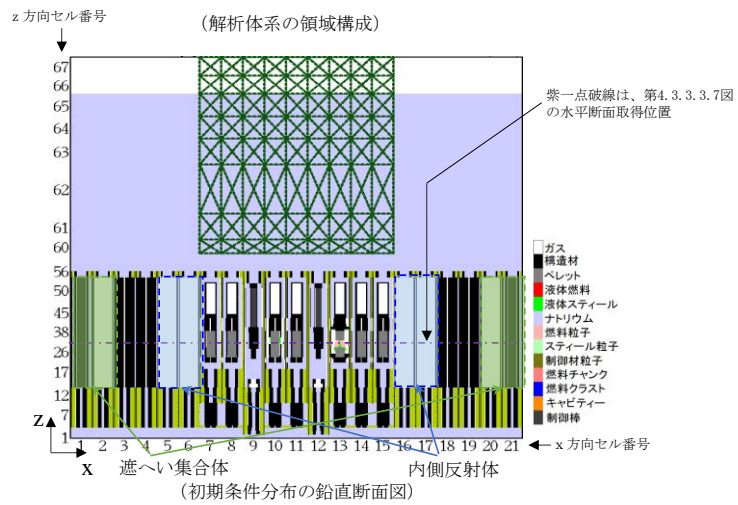 z 方向セル番号
（解析体系の領域構成）
67
66
65
64
63
62
61
60
56
50
45
38
32
26
17
12
7
1
紫一点破線は、第4.3.3.3.7図
の水平断面取得位置
ガス
構造材
ペレット
液体燃料
液体スティール
ナトリウム
燃料粒子
スティール粒子
制御材粒子
燃料チャンク
燃料クラスト
キャビティー
制御棒
Z
X
1 2 3 4 5 6 7 8 9 10 11 12 13 14 15 16 17 18 19 20 21
x 方向セル番号
遮へい集合体
内側反射体
（初期条件分布の鉛直断面図）